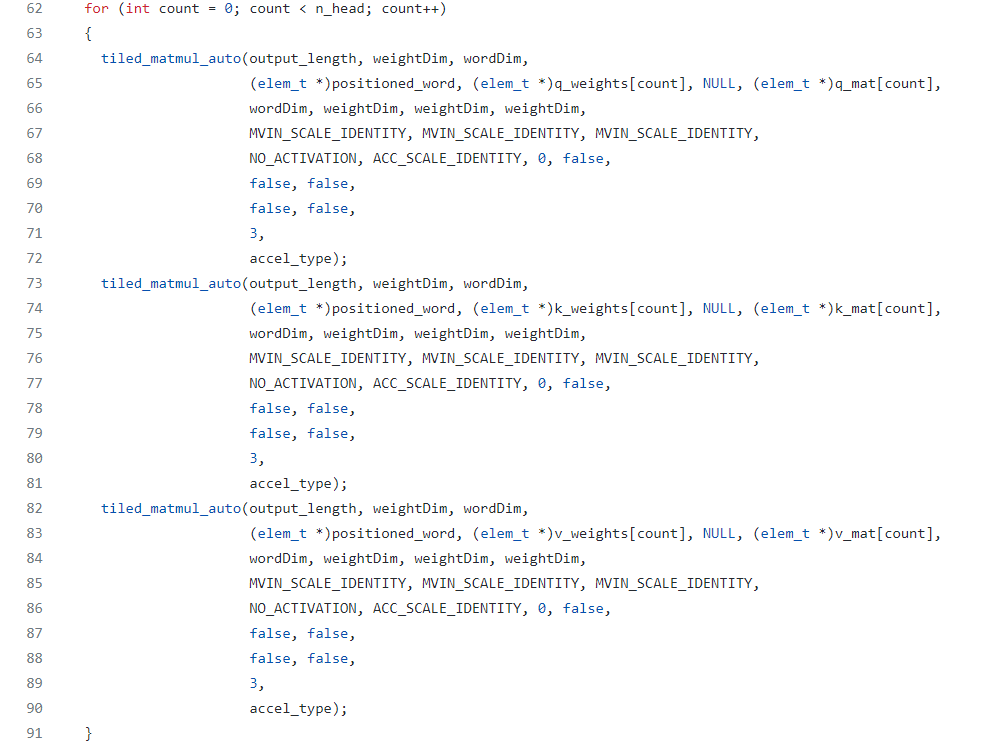 62 for (int count = 0; count < n_head; count++)
63 {
64 tiled_matmul_auto(output_length, weightDim, wordDim,
65 (elem_t *)positioned_word, (elem_t *)q_weights[count], NULL, (elem_t *)q_mat[count],
66 wordDim, weightDim, weightDim, weightDim,
67 MVIN_SCALE_IDENTITY, MVIN_SCALE_IDENTITY, MVIN_SCALE_IDENTITY,
68 NO_ACTIVATION, ACC_SCALE_IDENTITY, 0, false,
69 false, false,
70 false, false,
71 3,
72 accel_type);
73 tiled_matmul_auto(output_length, weightDim, wordDim,
74 (elem_t *)positioned_word, (elem_t *)k_weights[count], NULL, (elem_t *)k_mat[count],
75 wordDim, weightDim, weightDim, weightDim,
76 MVIN_SCALE_IDENTITY, MVIN_SCALE_IDENTITY, MVIN_SCALE_IDENTITY,
77 NO_ACTIVATION, ACC_SCALE_IDENTITY, 0, false,
78 false, false,
79 false, false,
80 3,
81 accel_type);
82 tiled_matmul_auto(output_length, weightDim, wordDim,
83 (elem_t *)positioned_word, (elem_t *)v_weights[count], NULL, (elem_t *)v_mat[count],
84 wordDim, weightDim, weightDim, weightDim,
85 MVIN_SCALE_IDENTITY, MVIN_SCALE_IDENTITY, MVIN_SCALE_IDENTITY,
86 NO_ACTIVATION, ACC_SCALE_IDENTITY, 0, false,
87 false, false,
88 false, false,
89 3,
90 accel_type);
91 }